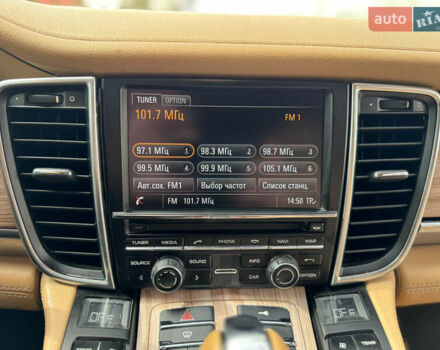 auto RIA
TUNER OPTION
101.7 МГц FM 1
97.1 МГц 1 98.3 МГц 2 98.7 МГц 3
99.5 МГц 4 99.9 МГц 5 105.1 МГц 6
Авт.сох. FM1 Выбор частот Список станц.
FM 101.7 МГц 14:50 TP
TUNER MEDIA PHONE NAVI MAP
SOURCE SOUND INFO
CAR OPTION
OFF OFF
TEMP